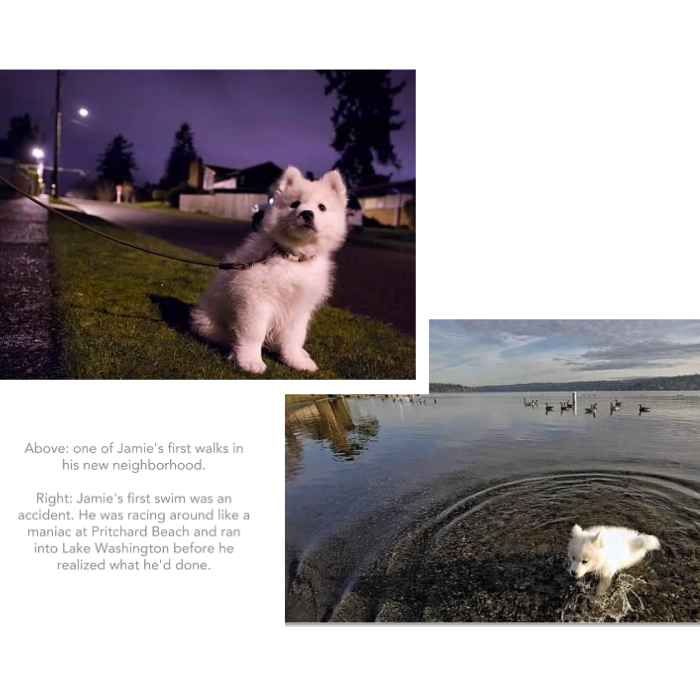 Above: one of Jamie's first walks in
his new neighborhood.
Right: Jamie's first swim was an
accident. He was racing around like a
maniac at Pritchard Beach and ran
into Lake Washington before he
realized what he'd done.